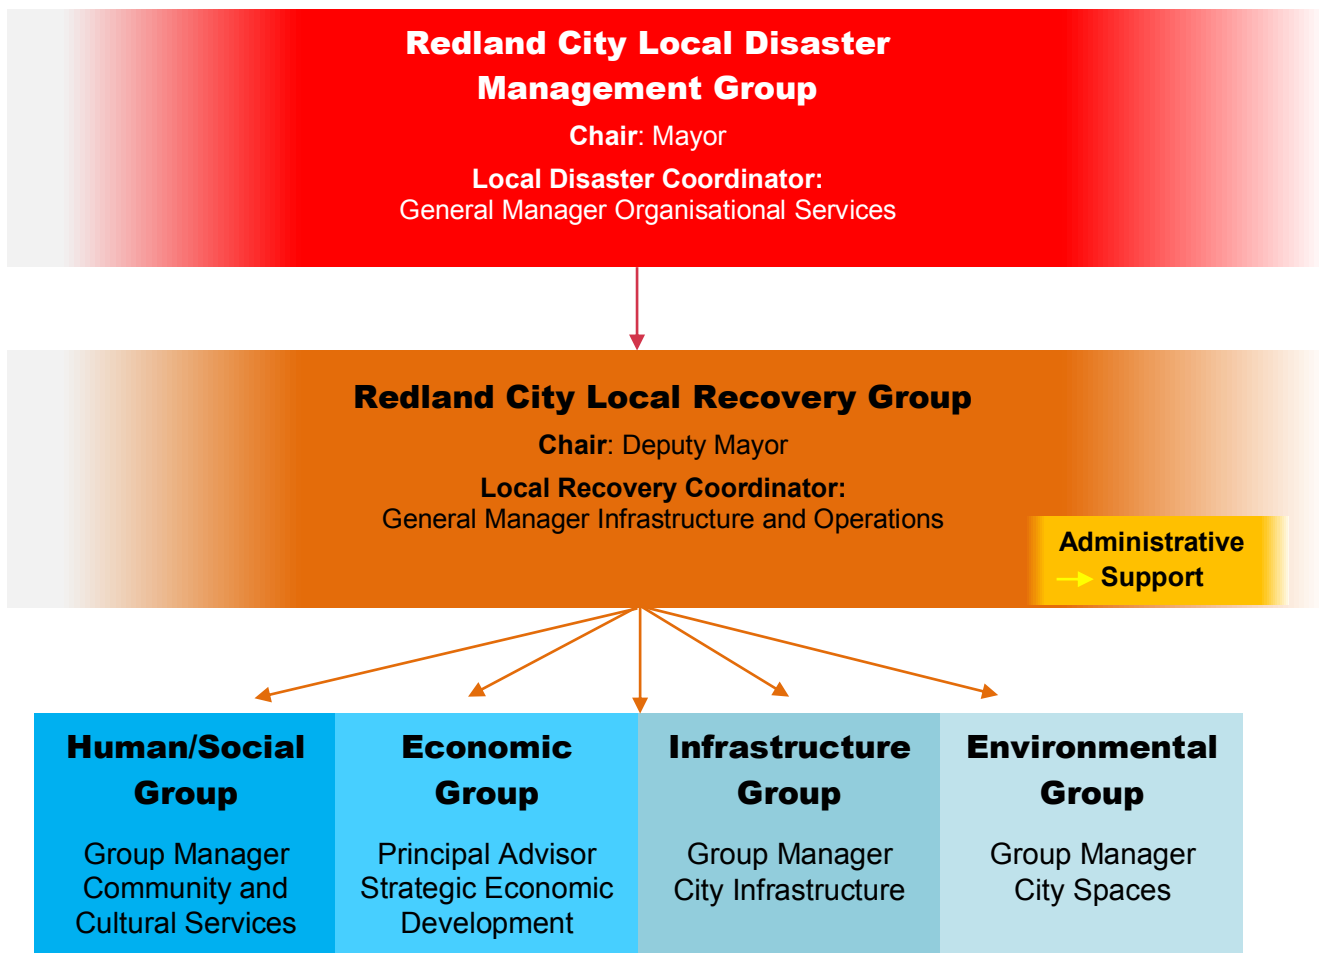 Redland City Local Disaster
Management Group
Chair: Mayor
Local Disaster Coordinator:
General Manager Organisational Services
Redland City Local Recovery Group
Chair: Deputy Mayor
Local Recovery Coordinator:
General Manager Infrastructure and Operations
Administrative
Support
Human/Social
Group
Group Manager
Community and
Cultural Services
Economic
Group
Principal Advisor
Strategic Economic
Development
Infrastructure
Group
Group Manager
City Infrastructure
Environmental
Group
Group Manager
City Spaces